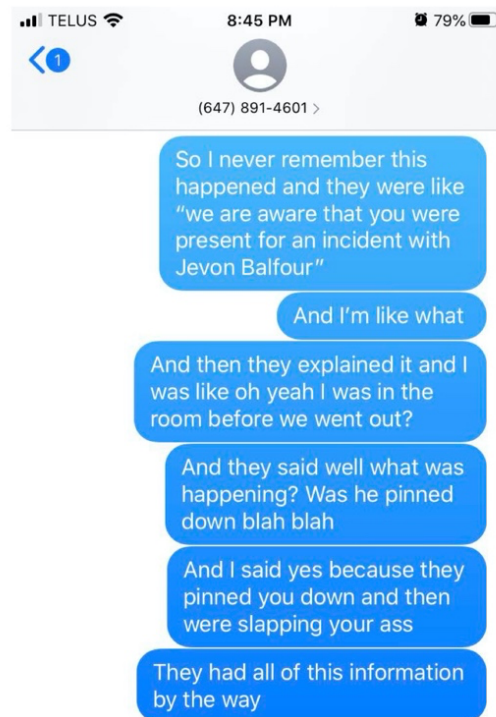 TELUS 8:45 PM 79%
1
(647) 891-4601 >
So I never remember this
happened and they were like
“we are aware that you were
present for an incident with
Jevon Balfour”
And I’m like what
And then they explained it and I
was like oh yeah I was in the
room before we went out?
And they said well what was
happening? Was he pinned
down blah blah
And I said yes because they
pinned you down and then
were slapping your ass
They had all of this information
by the way